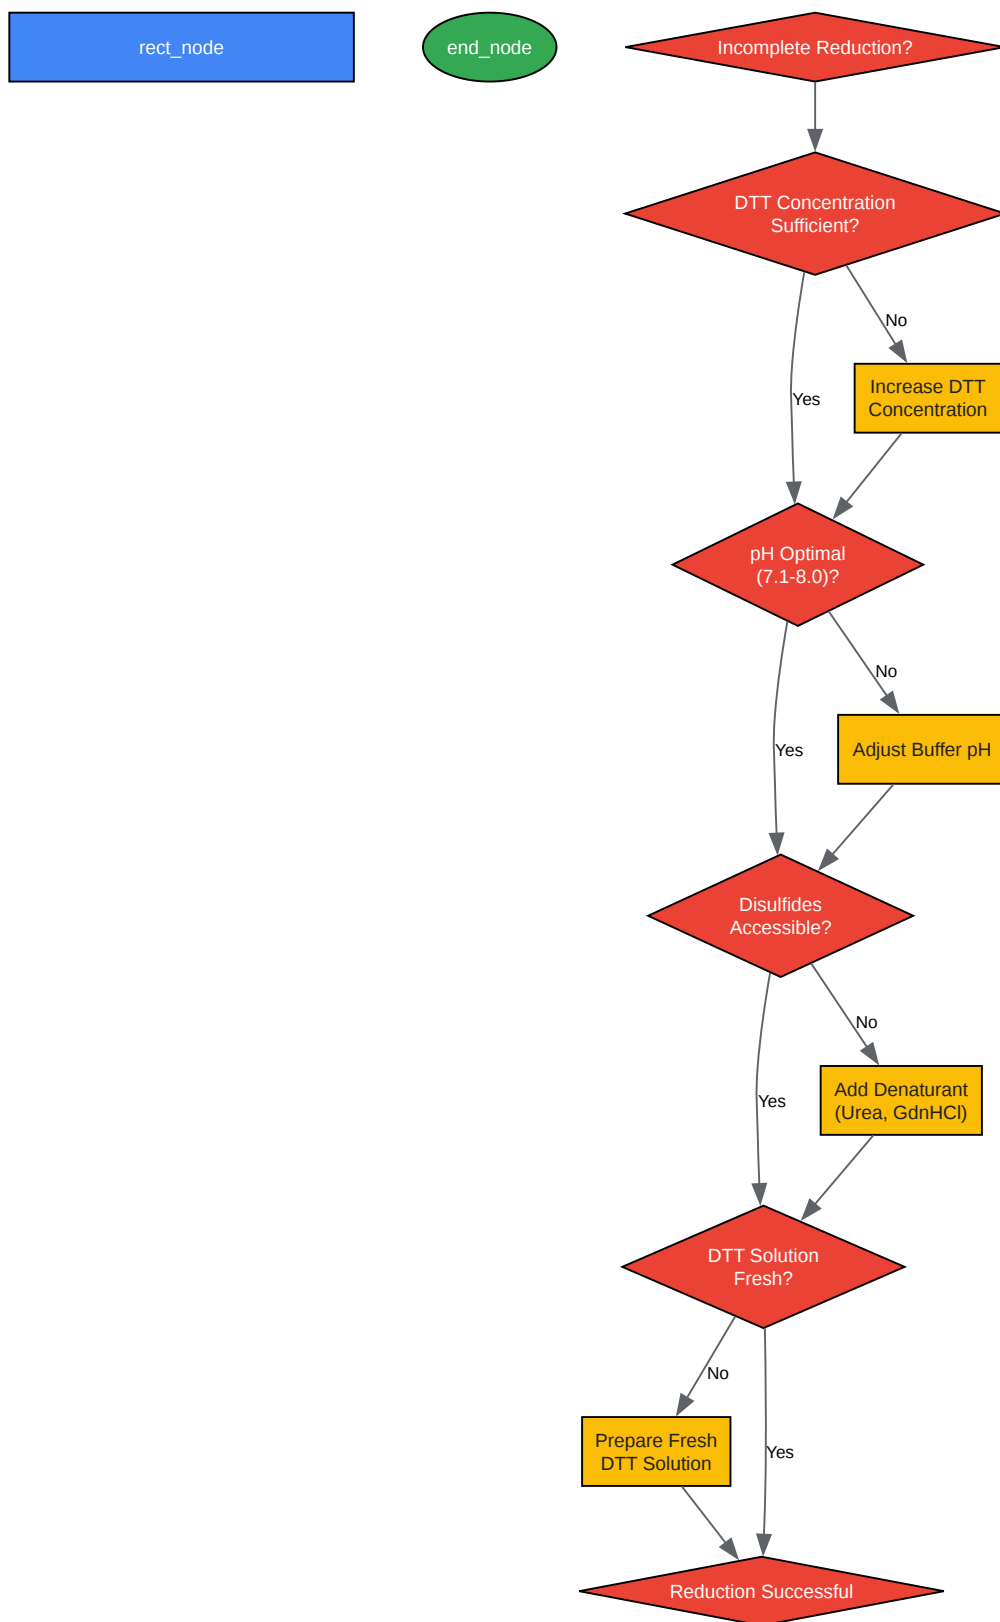 rect_node
end_node
Incomplete Reduction?
DTT Concentration
Sufficient?
No
Increase DTT
Concentration
Yes
pH Optimal
(7.1-8.0)?
No
Adjust Buffer pH
Yes
Disulfides
Accessible?
No
Add Denaturant
(Urea, GdnHCl)
Yes
DTT Solution
Fresh?
No
Prepare Fresh
DTT Solution
Yes
Reduction Successful